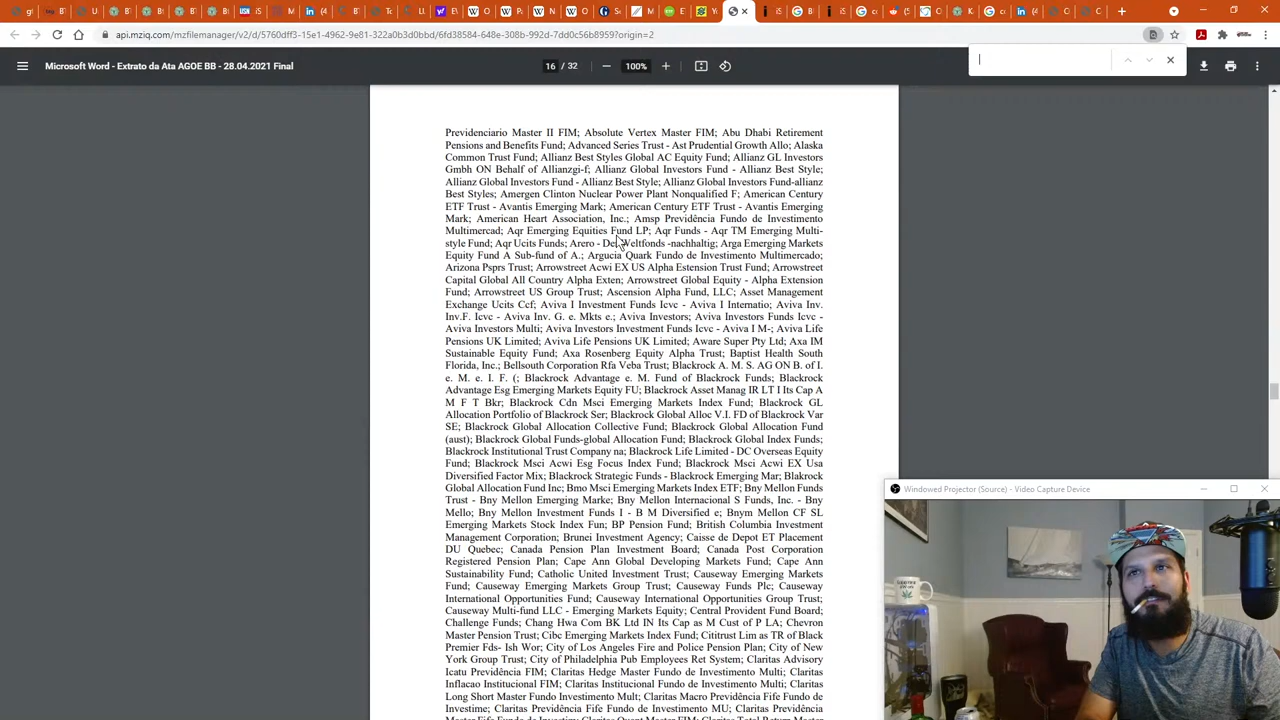 api.mziq.com/mzfilemanager/v2/d/5760dff3-15e1-4962-9e81-322a0b3d0bbd/6fd38584-648e-308b-992d-7dd0c56b8959?origin=2
Microsoft Word - Extrato da Ata AGOE BB - 28.04.2021 Final
16 / 32
100%
Previdenciario Master II FIM; Absolute Vertex Master FIM; Abu Dhabi Retirement
Pensions and Benefits Fund; Advanced Series Trust - Ast Prudential Growth Allo; Alaska
Common Trust Fund; Allianz Best Styles Global AC Equity Fund; Allianz GL Investors
Gmbh ON Behalf of Allianzgi-f; Allianz Global Investors Fund - Allianz Best Style;
Allianz Global Investors Fund - Allianz Best Style; Allianz Global Investors Fund-allianz
Best Styles; Amergen Clinton Nuclear Power Plant Nonqualified F; American Century
ETF Trust - Avantis Emerging Mark; American Century ETF Trust - Avantis Emerging
Mark; American Heart Association, Inc.; Amsp Previdência Fundo de Investimento
Multimercad; Aqr Emerging Equities Fund LP; Aqr Funds - Aqr TM Emerging Multi-
style Fund; Aqr Ucits Funds; Arero - Der Weltfonds -nachhaltig; Arga Emerging Markets
Equity Fund A Sub-fund of A.; Argucia Quark Fundo de Investimento Multimercado;
Arizona Psprs Trust; Arrowstreet Acwi EX US Alpha Estension Trust Fund; Arrowstreet
Capital Global All Country Alpha Exten; Arrowstreet Global Equity - Alpha Extension
Fund; Arrowstreet US Group Trust; Ascension Alpha Fund, LLC; Asset Management
Exchange Ucits Ccf; Aviva I Investment Funds Icvc - Aviva I Internatio; Aviva Inv.
Inv.F. Icvc - Aviva Inv. G. e. Mkts e.; Aviva Investors; Aviva Investors Funds Icvc -
Aviva Investors Multi; Aviva Investors Investment Funds Icvc - Aviva I M-; Aviva Life
Pensions UK Limited; Aviva Life Pensions UK Limited; Aware Super Pty Ltd; Axa IM
Sustainable Equity Fund; Axa Rosenberg Equity Alpha Trust; Baptist Health South
Florida, Inc.; Bellsouth Corporation Rfa Veba Trust; Blackrock A. M. S. AG ON B. of I.
e. M. e. I. F. (; Blackrock Advantage e. M. Fund of Blackrock Funds; Blackrock
Advantage Esg Emerging Markets Equity FU; Blackrock Asset Manag IR LT I Its Cap A
M F T Bkr; Blackrock Cdn Msci Emerging Markets Index Fund; Blackrock GL
Allocation Portfolio of Blackrock Ser; Blackrock Global Alloc V.I. FD of Blackrock Var
SE; Blackrock Global Allocation Collective Fund; Blackrock Global Allocation Fund
(aust); Blackrock Global Funds-global Allocation Fund; Blackrock Global Index Funds;
Blackrock Institutional Trust Company na; Blackrock Life Limited - DC Overseas Equity
Fund; Blackrock Msci Acwi Esg Focus Index Fund; Blackrock Msci Acwi EX Usa
Diversified Factor Mix; Blackrock Strategic Funds - Blackrock Emerging Mar; Blakrock
Global Allocation Fund Inc; Bmo Msci Emerging Markets Index ETF; Bny Mellon Funds
Trust - Bny Mellon Emerging Marke; Bny Mellon Internacional S Funds, Inc. - Bny
Mello; Bny Mellon Investment Funds I - B M Diversified e; Bnym Mellon CF SL
Emerging Markets Stock Index Fun; BP Pension Fund; British Columbia Investment
Management Corporation; Brunei Investment Agency; Caisse de Depot ET Placement
DU Quebec; Canada Pension Plan Investment Board; Canada Post Corporation
Registered Pension Plan; Cape Ann Global Developing Markets Fund; Cape Ann
Sustainability Fund; Catholic United Investment Trust; Causeway Emerging Markets
Fund; Causeway Emerging Markets Group Trust; Causeway Funds Plc; Causeway
International Opportunities Fund; Causeway International Opportunities Group Trust;
Causeway Multi-fund LLC - Emerging Markets Equity; Central Provident Fund Board;
Challenge Funds; Chang Hwa Com BK Ltd IN Its Cap as M Cust of P LA; Chevron
Master Pension Trust; Cibc Emerging Markets Index Fund; Cititrust Lim as TR of Black
Premier Fds- Ish Wor; City of Los Angeles Fire and Police Pension Plan; City of New
York Group Trust; City of Philadelphia Pub Employees Ret System; Claritas Advisory
Icatu Previdência FIM; Claritas Hedge Master Fundo de Investimento Multi; Claritas
Inflacao Institucional FIM; Claritas Institucional Fundo de Investimento Multi; Claritas
Long Short Master Fundo Investimento Mult; Claritas Macro Previdência Fife Fundo de
Investime; Claritas Previdência Fife Fundo de Investimento MU; Claritas Previdência
Windowed Projector (Source) - Video Capture Device